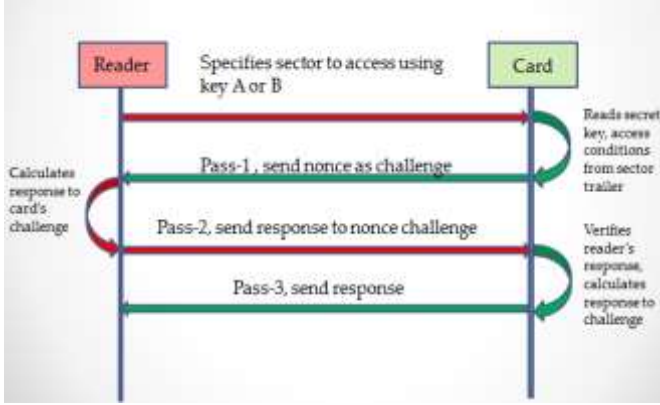 Reader
Specifies sector to access using
key A or B
Card
Reads secret
key, access
conditions
from sector
trailer
Pass-1 , send nonce as challenge
Calculates
response to
card's
challenge
Pass-2, send response to nonce challenge
Verifies
reader's
response,
calculates
response to
challenge
Pass-3, send response